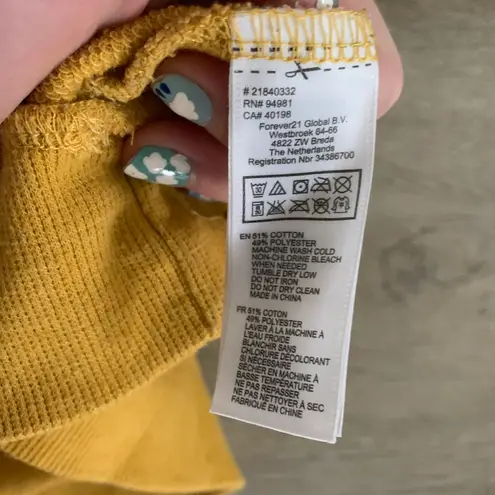 # 21840332
RN# 94981
CA# 40198
Forever21 Global B.V.
Westbroek 64-66
4822 ZW Breda
The Netherlands
Registration Nbr 34386700
EN 51% COTTON
49% POLYESTER
MACHINE WASH COLD
NON-CHLORINE BLEACH
WHEN NEEDED
TUMBLE DRY LOW
DO NOT IRON
DO NOT DRY CLEAN
MADE IN CHINA
FR 51% COTON
49% POLYESTER
LAVER À LA MACHINE À
L'EAU FROIDE
BLANCHIR SANS
CHLORURE DÉCOLORANT
SI NÉCESSAIRE
SÉCHER EN MACHINE À
BASSE TEMPÉRATURE
NE PAS REPASSER
NE PAS NETTOYER À SEC
FABRIQUÉ EN CHINE